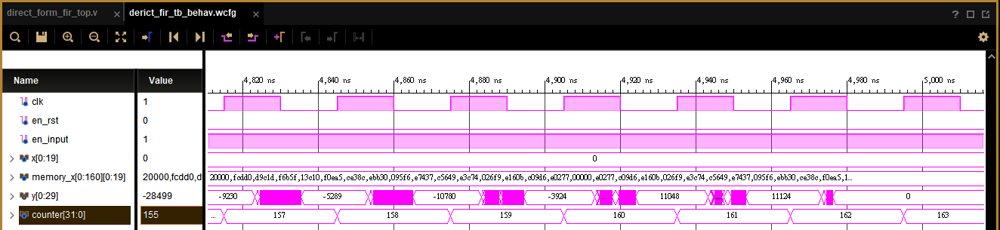 direct_form_fir_top.v × derict_fir_tb_behav.wcfg × ?
Name Value
4,820 ns 4,840 ns 4,860 ns 4,880 ns 4,900 ns 4,920 ns 4,940 ns 4,960 ns 4,980 ns 5,000 ns
clk 1
en_rst 0
en_input 1
x[0:19] 0 0
memory_x[0:160][0:19] 20000,fcdd0,d 20000,fcdd0,d9c1d,f6b5f,13c10,f0ea5,ce38c,ebb30,095f6,e7437,c5649,e3c74,026f9,e160b,c09d6,e0277,00000,e0277,c09d6,e160b,026f9,e3c74,c5649,e7437,095f6,ebb30,ce38c,f0ea5,1...
y[0:29] -28499 -9230 -5289 -10780 -3924 11048 11124 0
counter[31:0] 155 ... 157 158 159 160 161 162 163